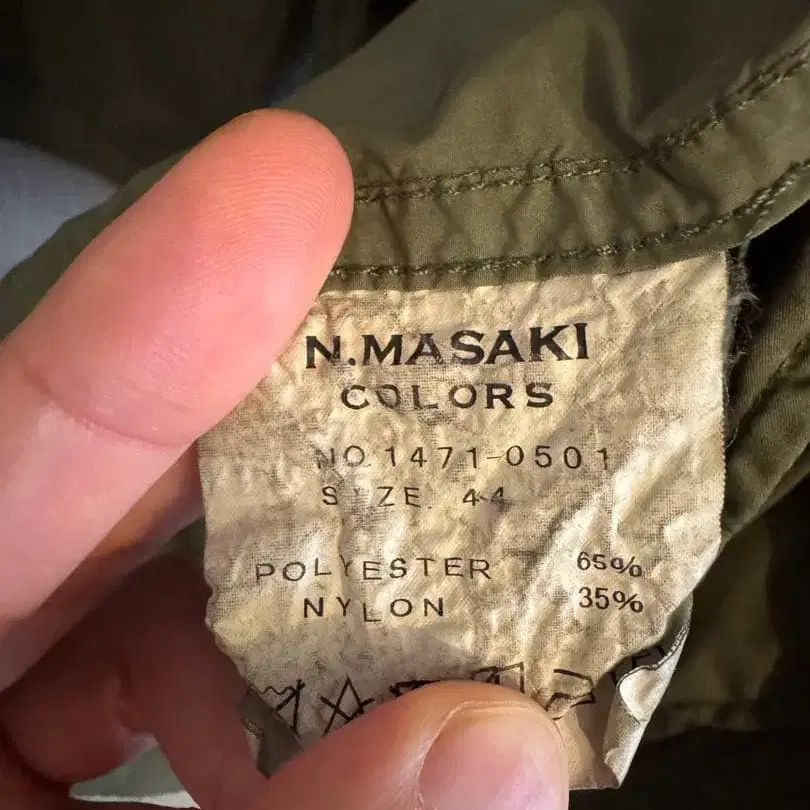 N.MASAKI
COLORS
NO.1471-0501
SIZE. 44
POLYESTER 65%
NYLON 35%